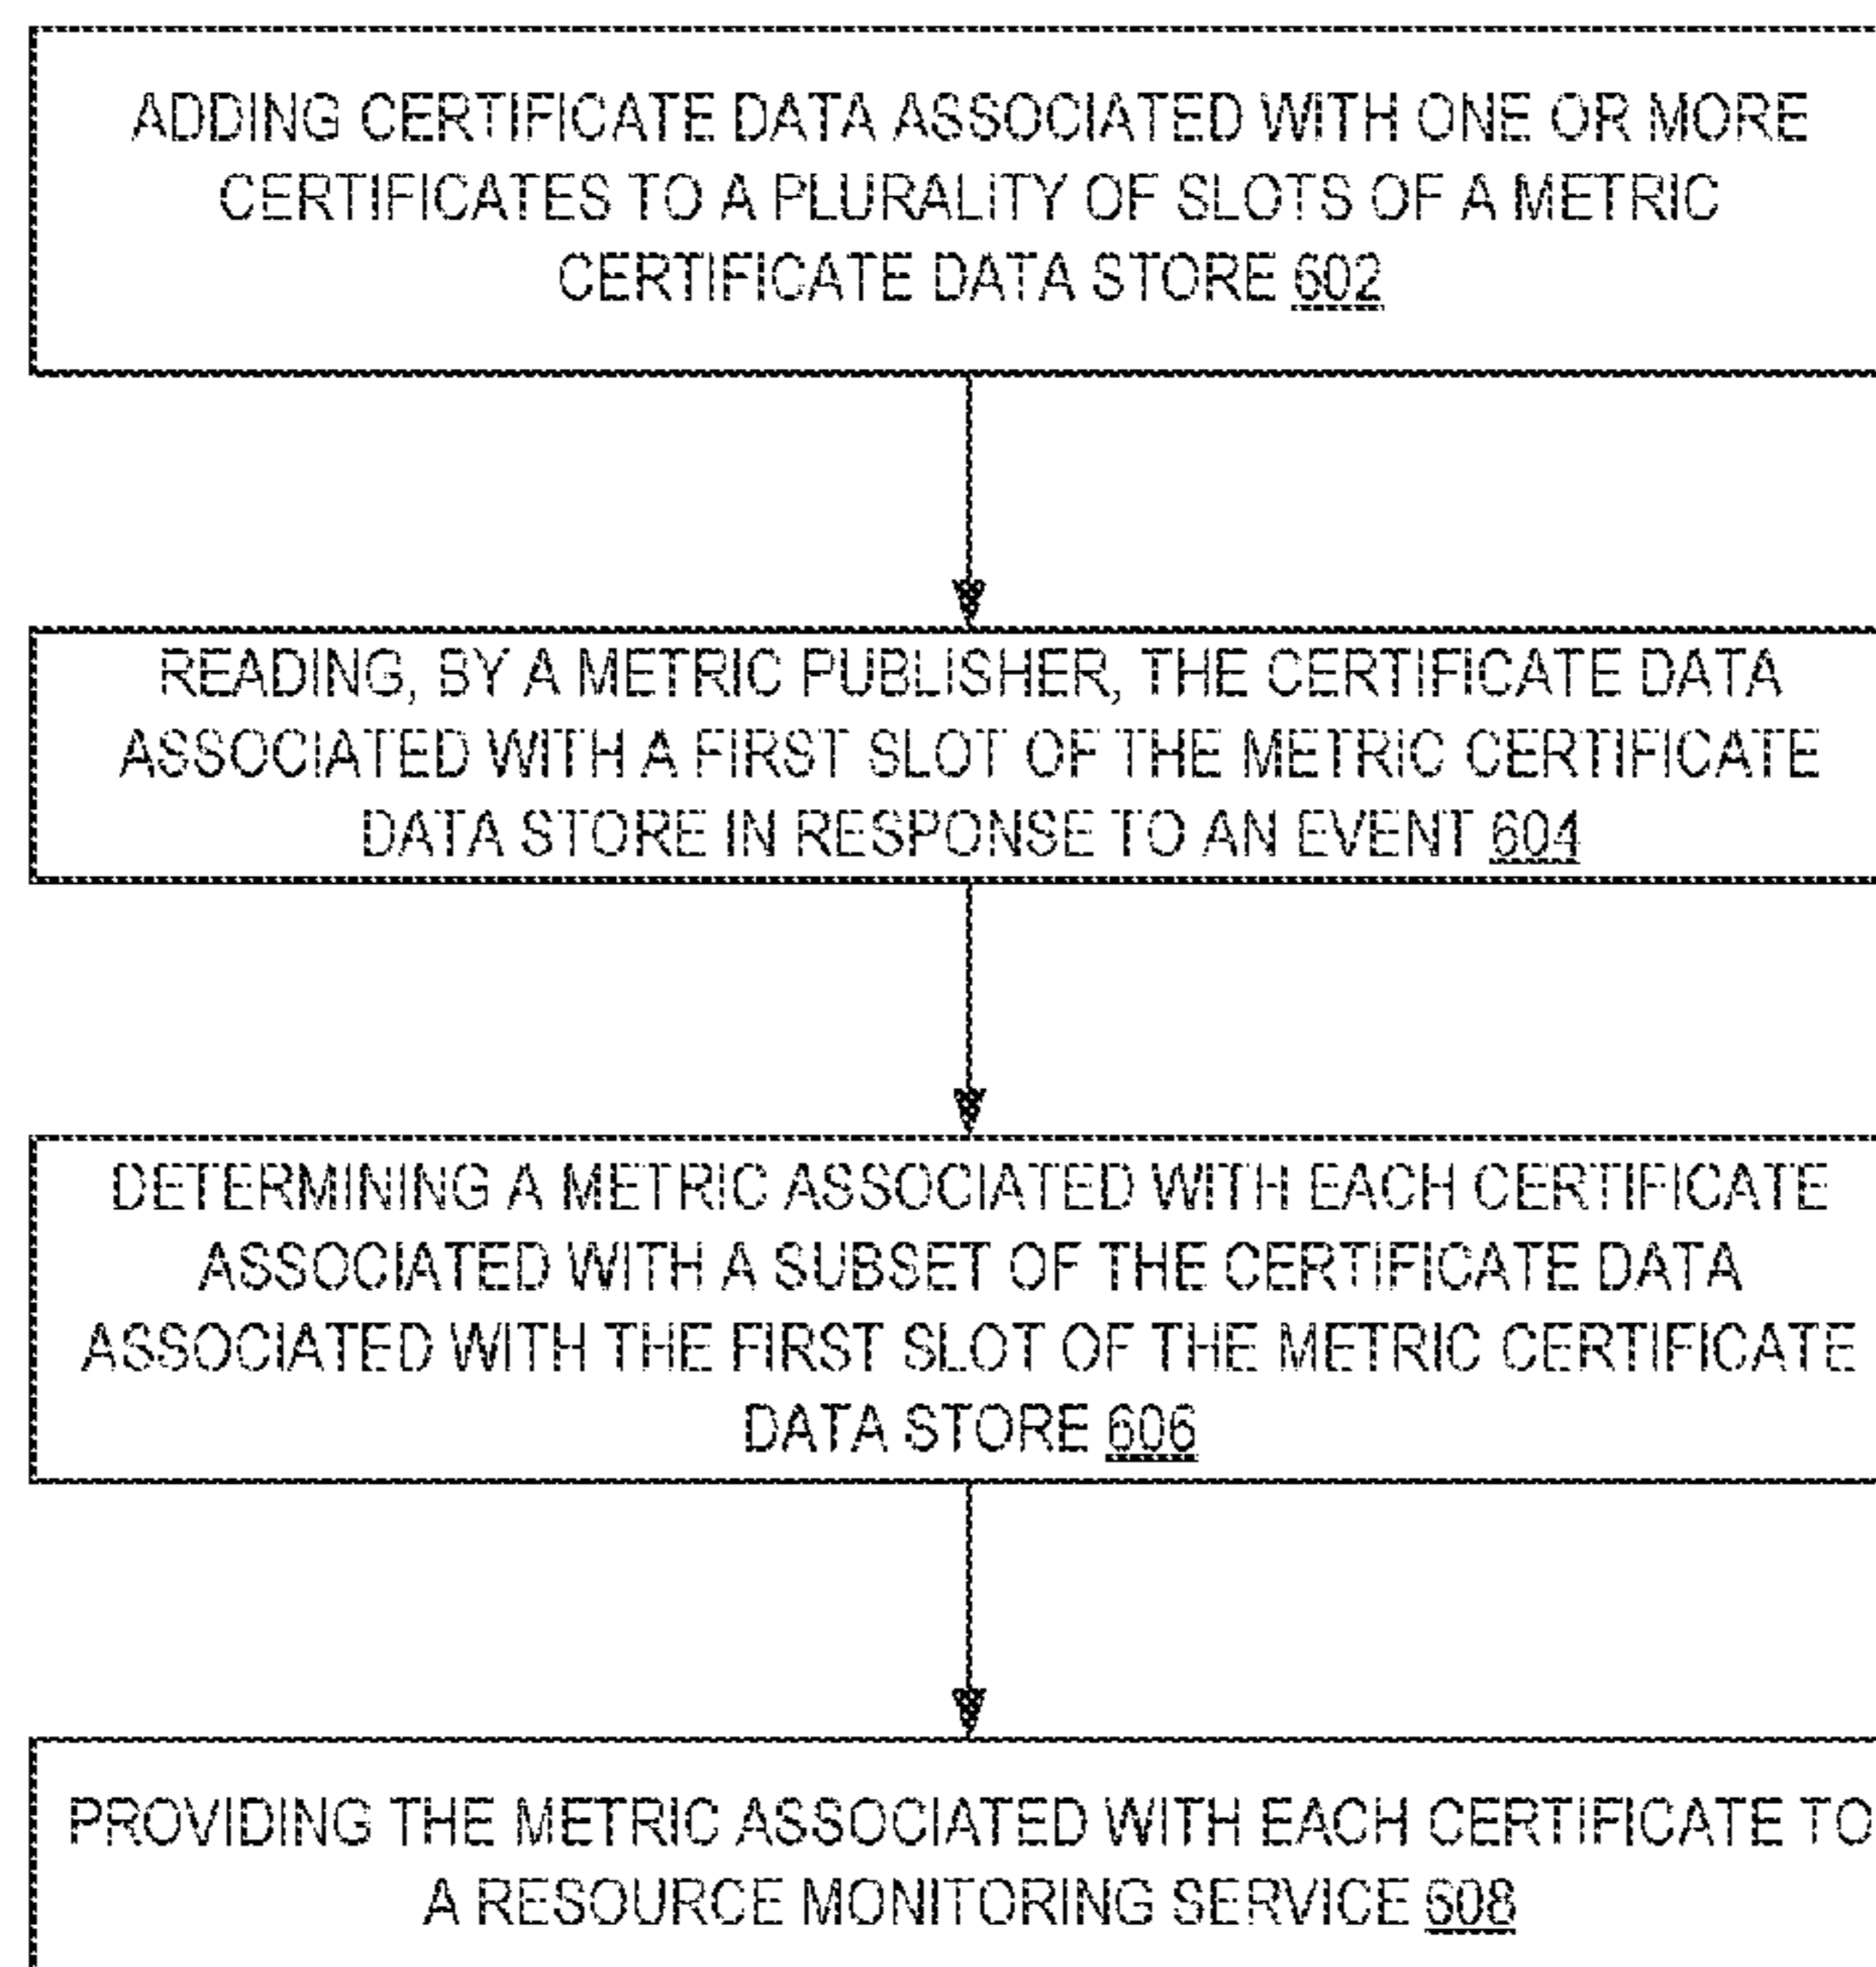 ADDING CERTIFICATE DATA ASSOCIATED WITH ONE OR MORE
CERTIFICATES TO A PLURALITY OF SLOTS OF A METRIC
CERTIFICATE DATA STORE 602
READING, BY A METRIC PUBLISHER, THE CERTIFICATE DATA
ASSOCIATED WITH A FIRST SLOT OF THE METRIC CERTIFICATE
DATA STORE IN RESPONSE TO AN EVENT 604
DETERMINING A METRIC ASSOCIATED WITH EACH CERTIFICATE
ASSOCIATED WITH A SUBSET OF THE CERTIFICATE DATA
ASSOCIATED WITH THE FIRST SLOT OF THE METRIC CERTIFICATE
DATA STORE 606
PROVIDING THE METRIC ASSOCIATED WITH EACH CERTIFICATE TO
A RESOURCE MONITORING SERVICE 608